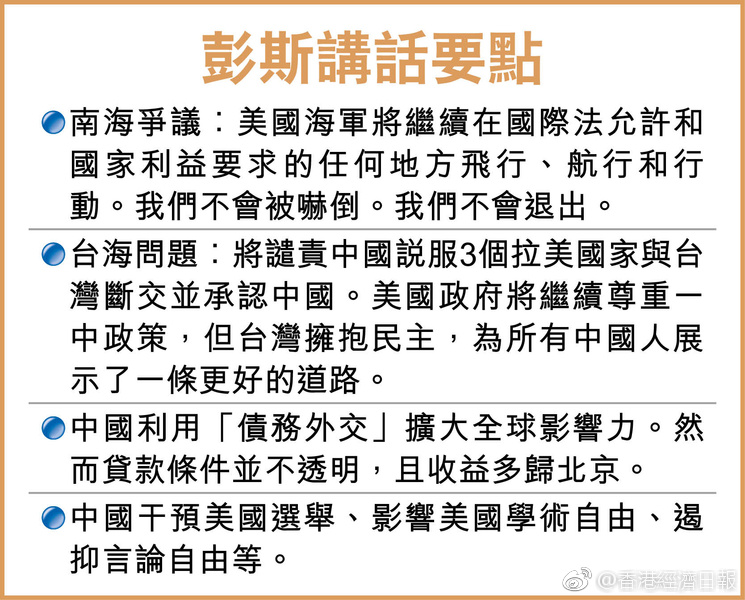 彭斯講話要點
南海爭議：美國海軍將繼續在國際法允許和
國家利益要求的任何地方飛行、航行和行
動。我們不會被嚇倒。我們不會退出。
台海問題：將譴責中國説服3個拉美國家與台
灣斷交並承認中國。美國政府將繼續尊重一
中政策，但台灣擁抱民主，為所有中國人展
示了一條更好的道路。
中國利用「債務外交」擴大全球影響力。然
而貸款條件並不透明，且收益多歸北京。
中國干預美國選舉、影響美國學術自由、遏
抑言論自由等。
@香港經濟日報